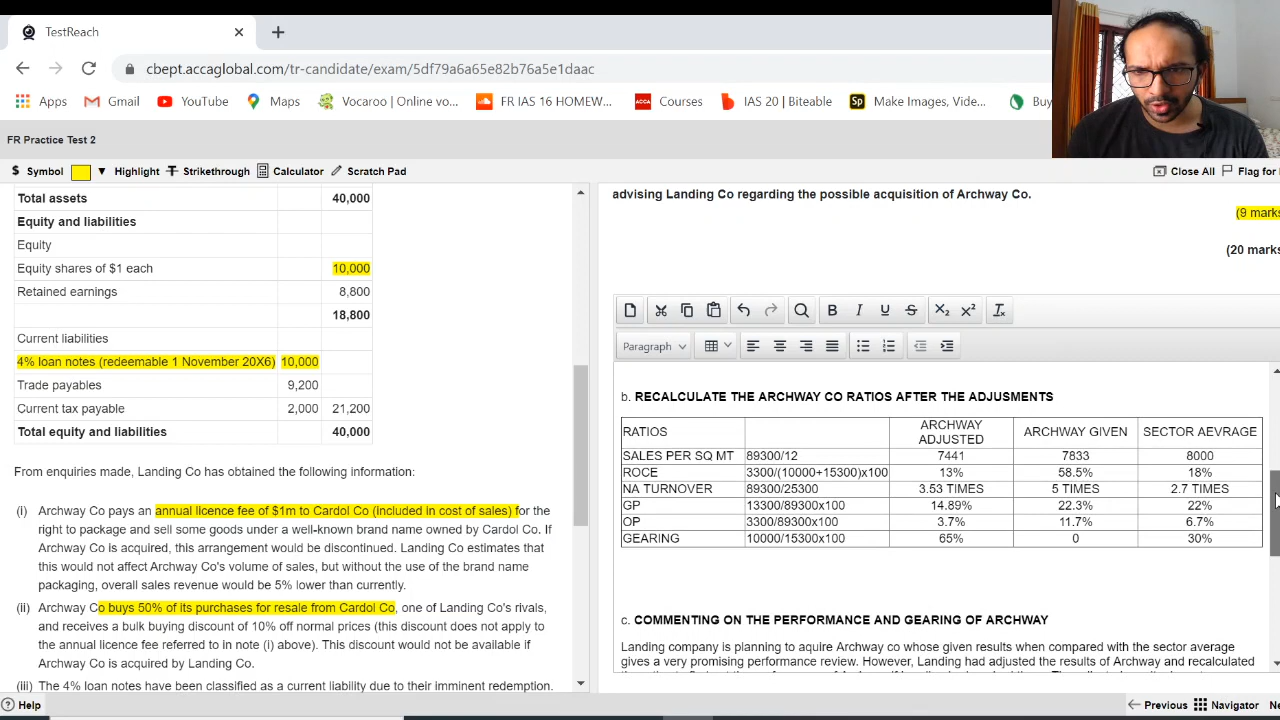 TestReach
cbept.accaglobal.com/tr-candidate/exam/5df79a6a65e82b76a5e1daac
Apps Gmail YouTube Maps Vocaroo | Online vo... FR IAS 16 HOMEW... Courses IAS 20 | Biteable Make Images, Vide... Buy
FR Practice Test 2
$ Symbol Highlight Strikethrough Calculator Scratch Pad Close All Flag for
Total assets 40,000
Equity and liabilities
Equity
Equity shares of $1 each 10,000
Retained earnings 8,800
18,800
Current liabilities
4% loan notes (redeemable 1 November 20X6) 10,000
Trade payables 9,200
Current tax payable 2,000 21,200
Total equity and liabilities 40,000
From enquiries made, Landing Co has obtained the following information:
(i) Archway Co pays an annual licence fee of $1m to Cardol Co (included in cost of sales) for the
right to package and sell some goods under a well-known brand name owned by Cardol Co. If
Archway Co is acquired, this arrangement would be discontinued. Landing Co estimates that
this would not affect Archway Co's volume of sales, but without the use of the brand name
packaging, overall sales revenue would be 5% lower than currently.
(ii) Archway Co buys 50% of its purchases for resale from Cardol Co, one of Landing Co's rivals,
and receives a bulk buying discount of 10% off normal prices (this discount does not apply to
the annual licence fee referred to in note (i) above). This discount would not be available if
Archway Co is acquired by Landing Co.
(iii) The 4% loan notes have been classified as a current liability due to their imminent redemption.
advising Landing Co regarding the possible acquisition of Archway Co.
(9 marks
(20 marks
B I U S X2 X2 Ix
Paragraph
b. RECALCULATE THE ARCHWAY CO RATIOS AFTER THE ADJUSMENTS
RATIOS ARCHWAY ADJUSTED ARCHWAY GIVEN SECTOR AEVRAGE
SALES PER SQ MT 89300/12 7441 7833 8000
ROCE 3300/(10000+15300)x100 13% 58.5% 18%
NA TURNOVER 89300/25300 3.53 TIMES 5 TIMES 2.7 TIMES
GP 13300/89300x100 14.89% 22.3% 22%
OP 3300/89300x100 3.7% 11.7% 6.7%
GEARING 10000/15300x100 65% 0 30%
c. COMMENTING ON THE PERFORMANCE AND GEARING OF ARCHWAY
Landing company is planning to aquire Archway co whose given results when compared with the sector average
gives a very promising performance review. However, Landing had adjusted the results of Archway and recalculated
Help Previous Navigator Ne